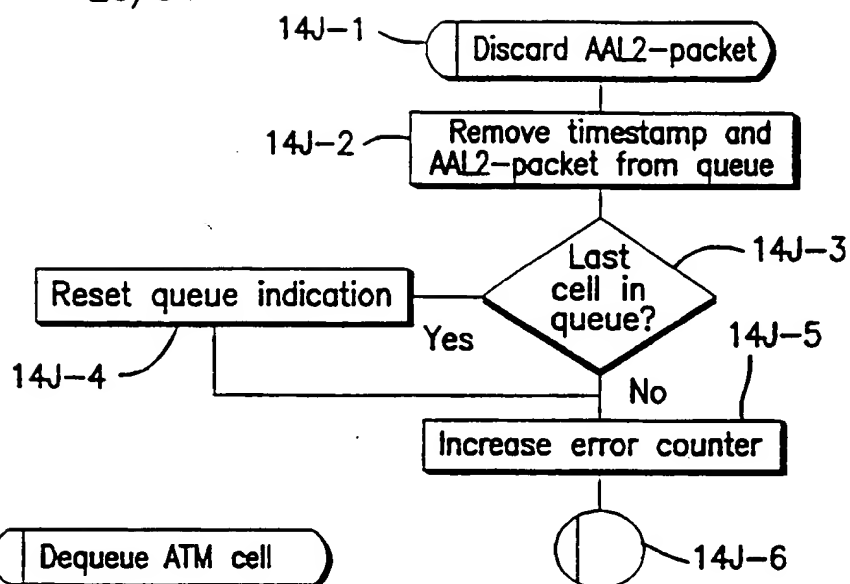 14J-1
Discard AAL2-packet
14J-2
Remove timestamp and
AAL2-packet from queue
Last
cell in
queue?
14J-3
Reset queue indication
Yes
14J-4
No
14J-5
Increase error counter
Dequeue ATM cell
14J-6